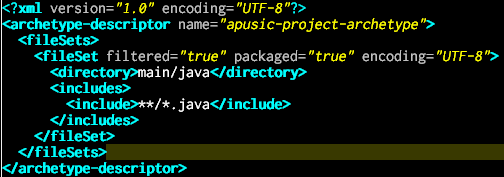 <?xml version="1.0" encoding="UTF-8"?>
<archetype-descriptor name="apusic-project-archetype">
  <fileSets>
    <fileSet filtered="true" packaged="true" encoding="UTF-8">
      <directory>main/java</directory>
      <includes>
        <include>**/*.java</include>
      </includes>
    </fileSet>
  </fileSets>
</archetype-descriptor>